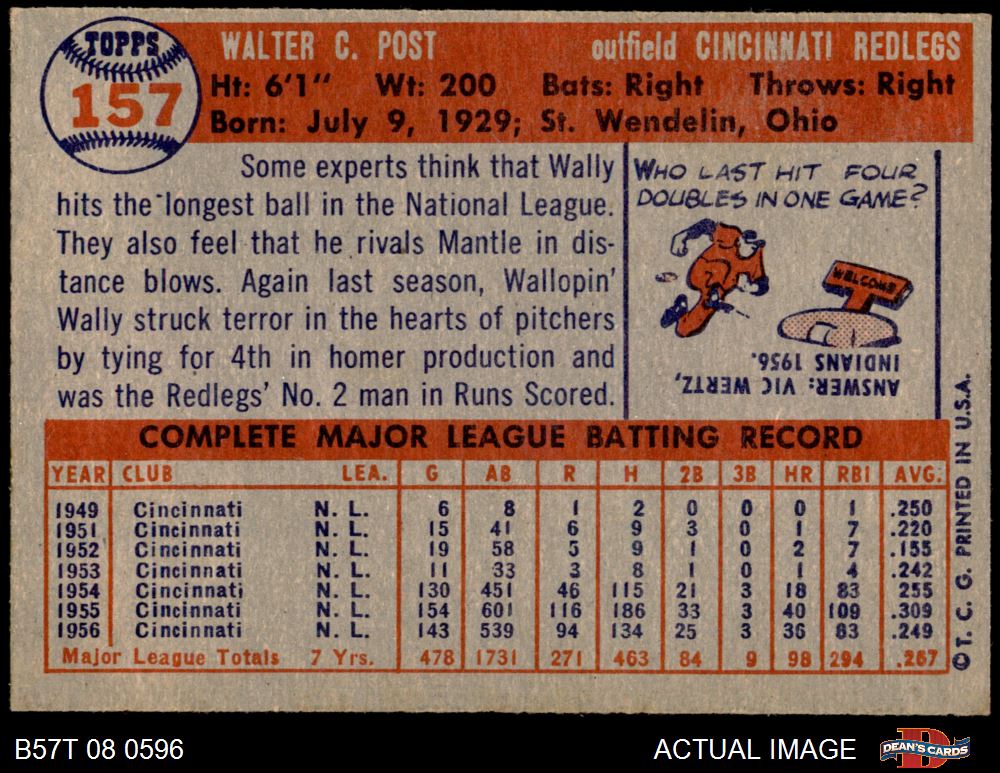 TOPPS
157
WALTER C. POST outfield CINCINNATI REDLEGS
Ht: 6'1" Wt: 200 Bats: Right Throws: Right
Born: July 9, 1929; St. Wendelin, Ohio
Some experts think that Wally
hits the longest ball in the National League.
They also feel that he rivals Mantle in dis-
tance blows. Again last season, Wallopin'
Wally struck terror in the hearts of pitchers
by tying for 4th in homer production and
was the Redlegs' No. 2 man in Runs Scored.
WHO LAST HIT FOUR
DOUBLES IN ONE GAME?
WELCOME
ANSWER: VIC WERTZ,
INDIANS 1956.
COMPLETE MAJOR LEAGUE BATTING RECORD
YEAR CLUB LEA. G AB R H 2B 3B HR RBI AVG.
1949 Cincinnati N. L. 6 8 1 2 0 0 0 1 .250
1951 Cincinnati N. L. 15 41 6 9 3 0 1 7 .220
1952 Cincinnati N. L. 19 58 5 9 1 0 2 7 .155
1953 Cincinnati N. L. 11 33 3 8 1 0 1 4 .242
1954 Cincinnati N. L. 130 451 46 115 21 3 18 83 .255
1955 Cincinnati N. L. 154 601 116 186 33 3 40 109 .309
1956 Cincinnati N. L. 143 539 94 134 25 3 36 83 .249
Major League Totals 7 Yrs. 478 1731 271 463 84 9 98 294 .267
©T. C. G. PRINTED IN U.S.A.
B57T 08 0596
ACTUAL IMAGE
DEAN'S CARDS